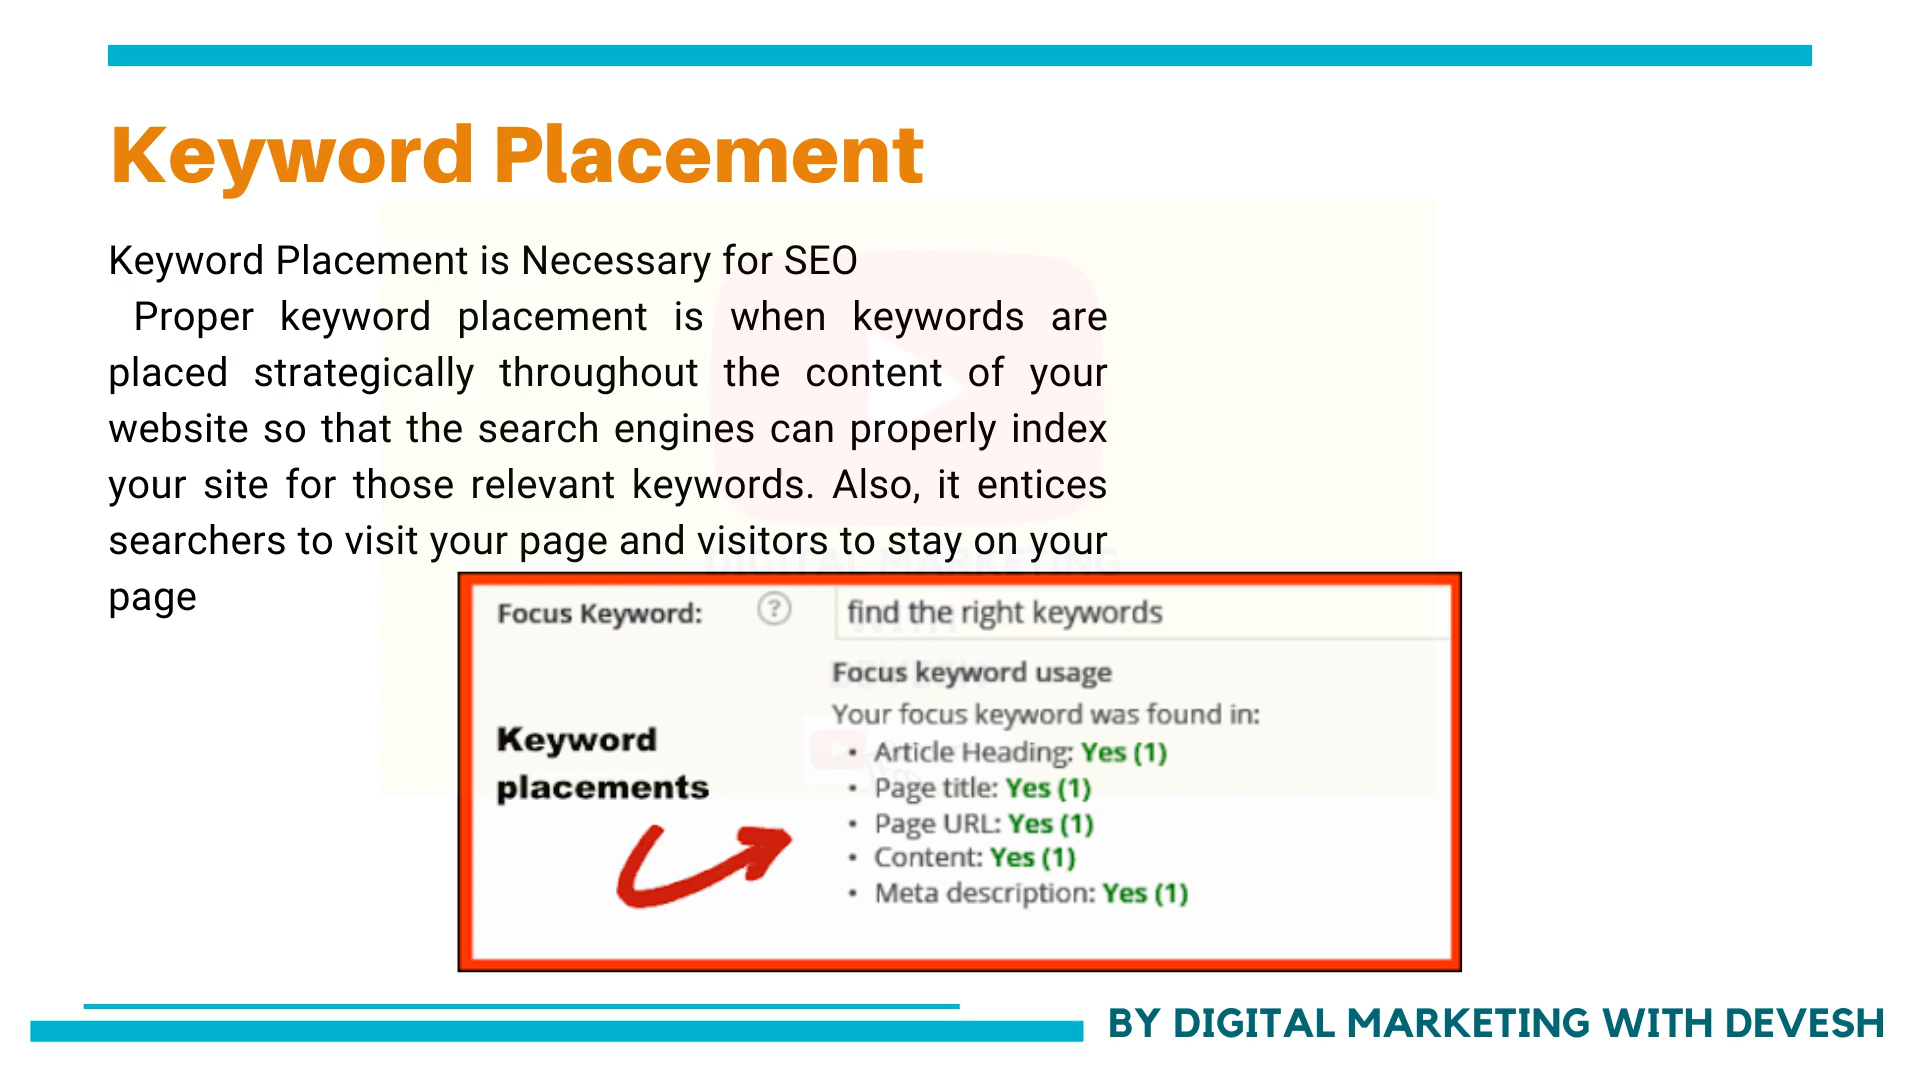 Keyword Placement
Keyword Placement is Necessary for SEO
Proper keyword placement is when keywords are
placed strategically throughout the content of your
website so that the search engines can properly index
your site for those relevant keywords. Also, it entices
searchers to visit your page and visitors to stay on your
page
DIGITAL MARKETING
WITH
DEVESH
Focus Keyword: ? find the right keywords
Focus keyword usage
Your focus keyword was found in:
Keyword
placements
• Article Heading: Yes (1)
• Page title: Yes (1)
• Page URL: Yes (1)
• Content: Yes (1)
• Meta description: Yes (1)
BY DIGITAL MARKETING WITH DEVESH